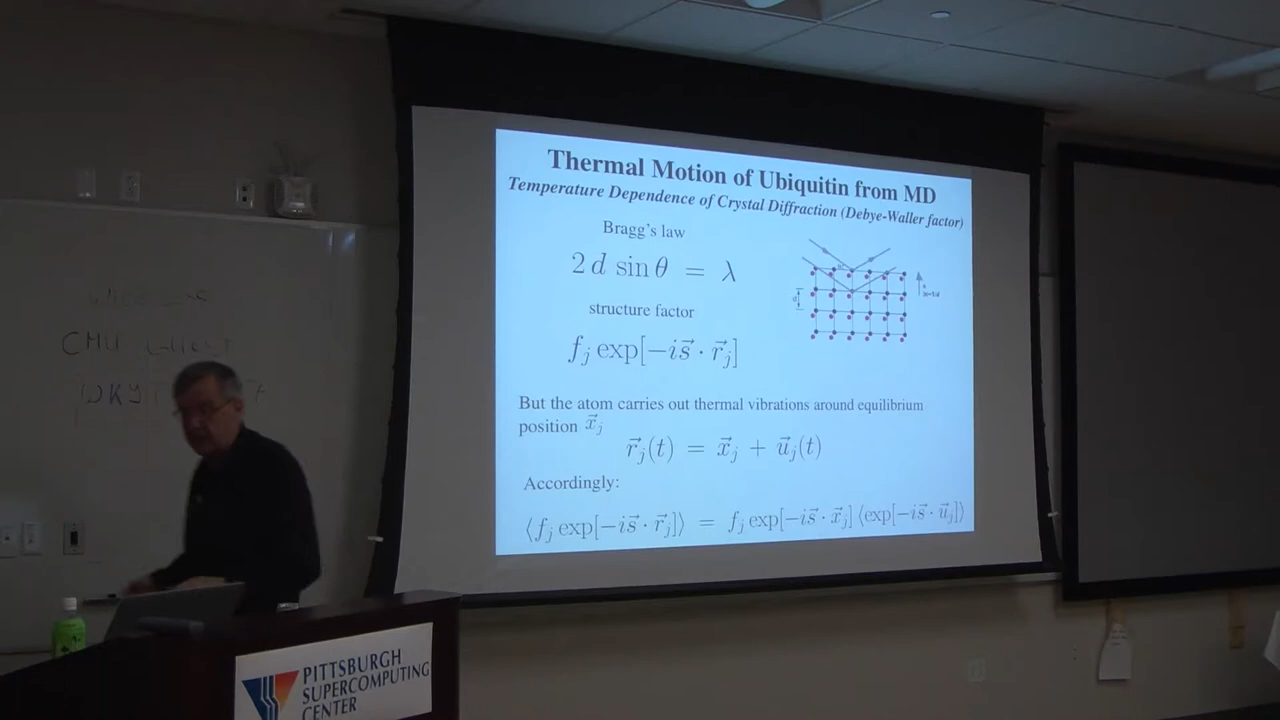 Thermal Motion of Ubiquitin from MD
Temperature Dependence of Crystal Diffraction (Debye-Waller factor)
Bragg's law
2 d sin θ = λ
structure factor
f_j exp[−i s⃗ · r⃗_j]
But the atom carries out thermal vibrations around equilibrium
position x⃗_j
r⃗_j(t) = x⃗_j + u⃗_j(t)
Accordingly:
⟨f_j exp[−i s⃗ · r⃗_j]⟩ = f_j exp[−i s⃗ · x⃗_j] ⟨exp[−i s⃗ · u⃗_j]⟩
CMU GUEST
PITTSBURGH
SUPERCOMPUTING
CENTER